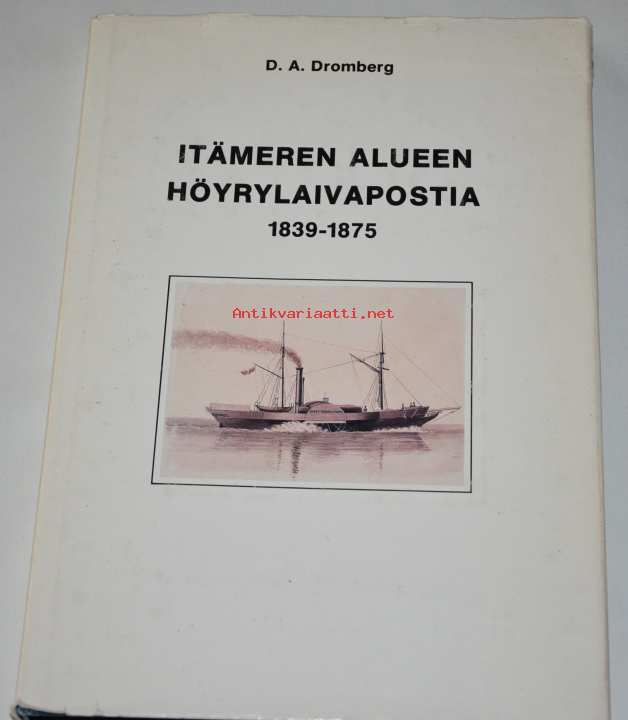 D. A. Dromberg
ITÄMEREN ALUEEN
HÖYRYLAIVAPOSTIA
1839-1875
Antikvariaatti.net